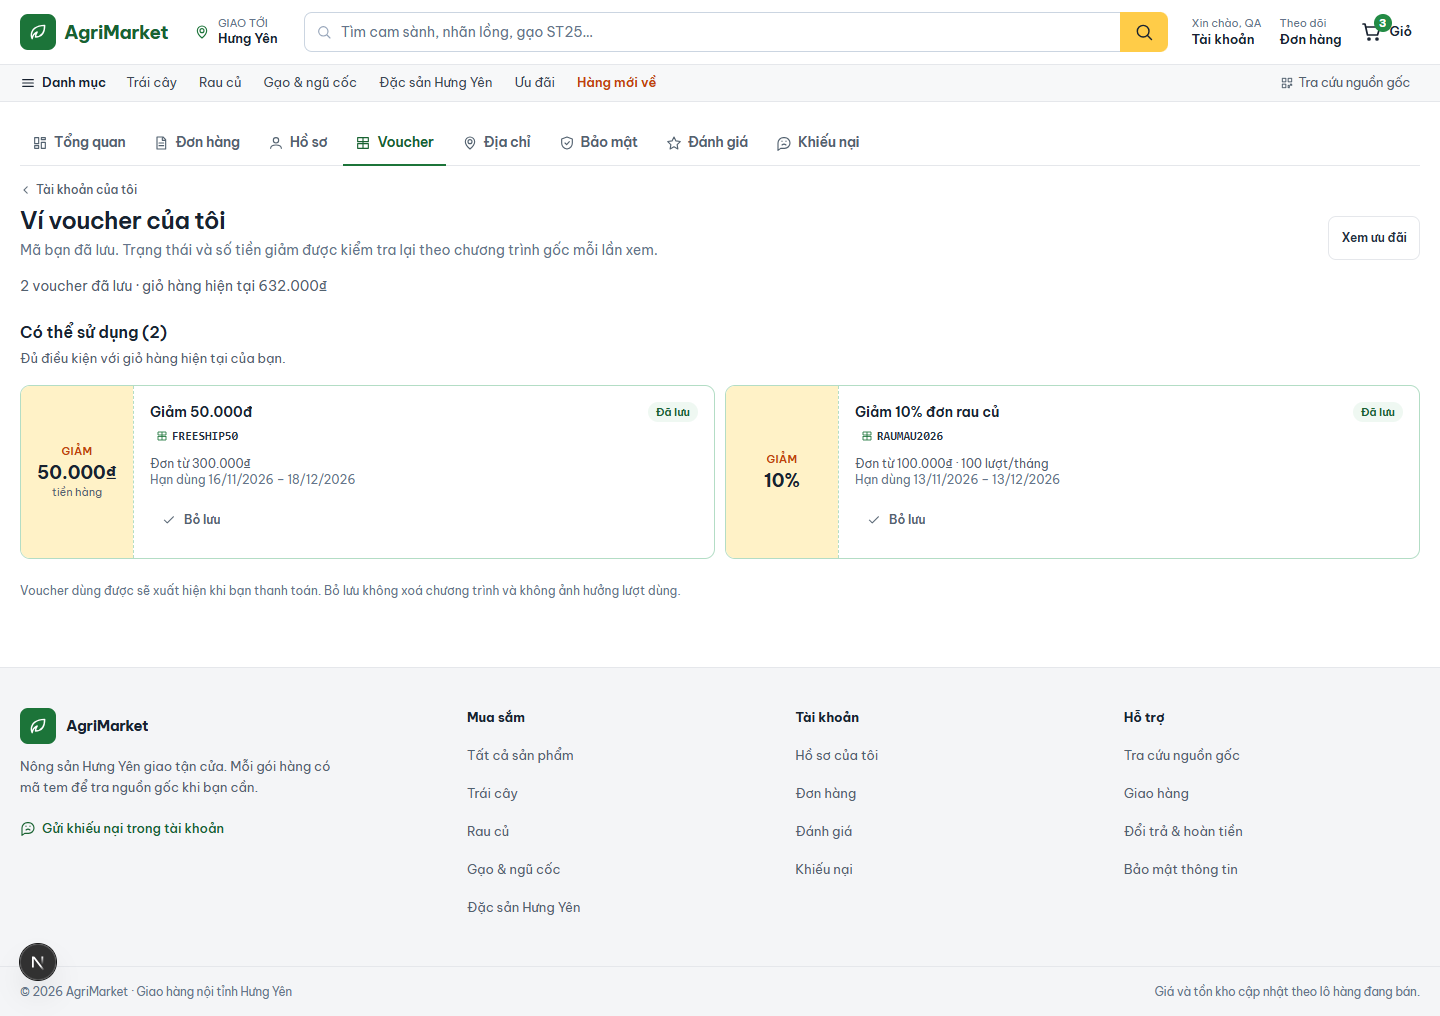 AgriMarket
GIAO TỚI
Hưng Yên
Tìm cam sành, nhãn lồng, gạo ST25...
Xin chào, QA
Tài khoản
Theo dõi
Đơn hàng
3
Giỏ
Danh mục
Trái cây
Rau củ
Gạo & ngũ cốc
Đặc sản Hưng Yên
Ưu đãi
Hàng mới về
Tra cứu nguồn gốc
Tổng quan
Đơn hàng
Hồ sơ
Voucher
Địa chỉ
Bảo mật
Đánh giá
Khiếu nại
Tài khoản của tôi
Ví voucher của tôi
Mã bạn đã lưu. Trạng thái và số tiền giảm được kiểm tra lại theo chương trình gốc mỗi lần xem.
Xem ưu đãi
2 voucher đã lưu · giỏ hàng hiện tại 632.000₫
Có thể sử dụng (2)
Đủ điều kiện với giỏ hàng hiện tại của bạn.
GIẢM
50.000₫
tiền hàng
Giảm 50.000đ
Đã lưu
FREESHIP50
Đơn từ 300.000₫
Hạn dùng 16/11/2026 – 18/12/2026
Bỏ lưu
GIẢM
10%
Giảm 10% đơn rau củ
Đã lưu
RAUMAU2026
Đơn từ 100.000₫ · 100 lượt/tháng
Hạn dùng 13/11/2026 – 13/12/2026
Bỏ lưu
Voucher dùng được sẽ xuất hiện khi bạn thanh toán. Bỏ lưu không xoá chương trình và không ảnh hưởng lượt dùng.
AgriMarket
Nông sản Hưng Yên giao tận cửa. Mỗi gói hàng có
mã tem để tra nguồn gốc khi bạn cần.
Gửi khiếu nại trong tài khoản
Mua sắm
Tất cả sản phẩm
Trái cây
Rau củ
Gạo & ngũ cốc
Đặc sản Hưng Yên
Tài khoản
Hồ sơ của tôi
Đơn hàng
Đánh giá
Khiếu nại
Hỗ trợ
Tra cứu nguồn gốc
Giao hàng
Đổi trả & hoàn tiền
Bảo mật thông tin
N
© 2026 AgriMarket · Giao hàng nội tỉnh Hưng Yên
Giá và tồn kho cập nhật theo lô hàng đang bán.